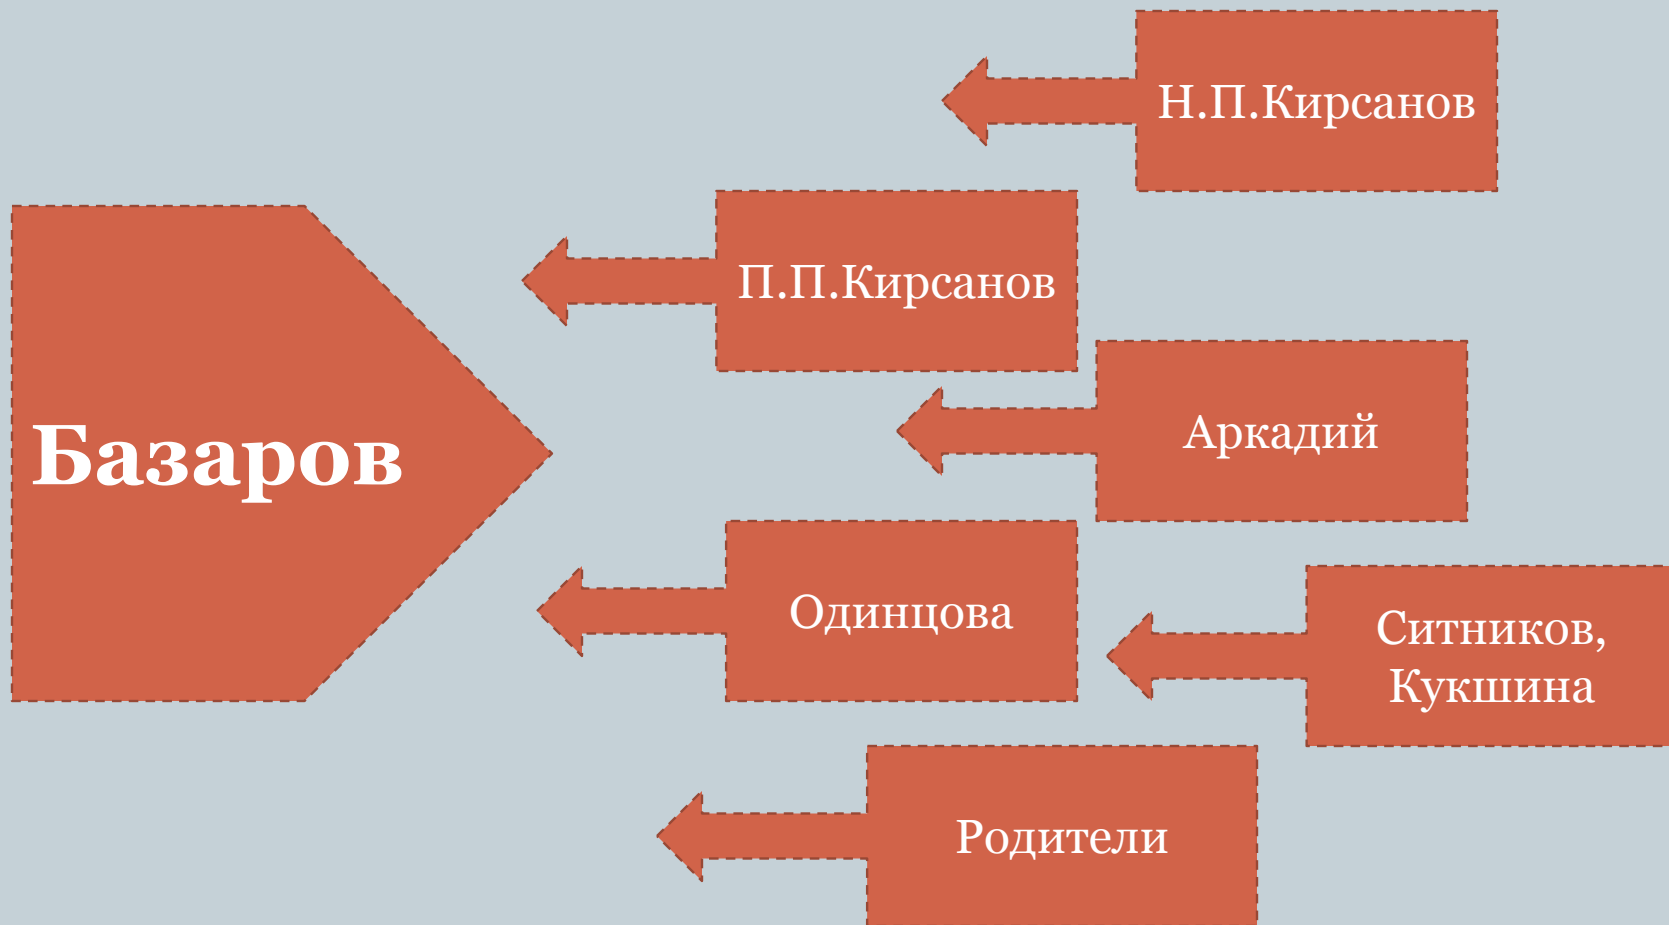 Н.П.Кирсанов
П.П.Кирсанов
Аркадий
Базаров
Одинцова
Ситников,
Кукшина
Родители